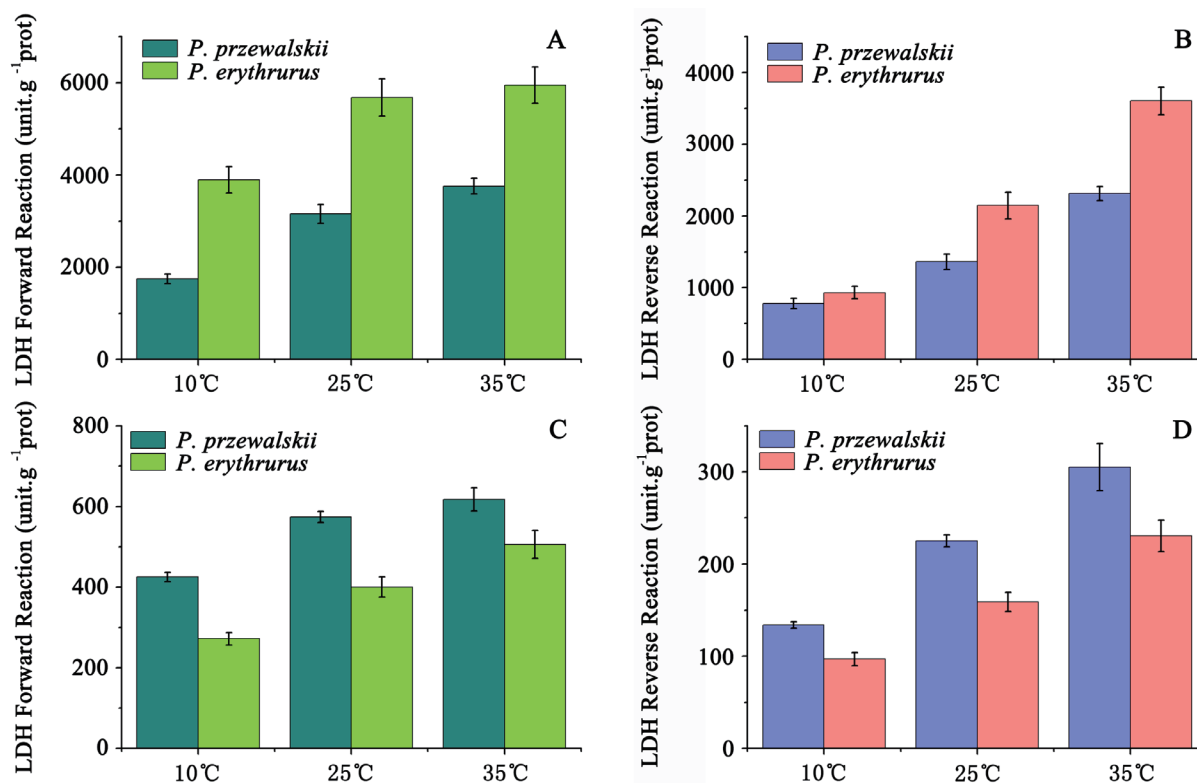 LDH Forward Reaction (unit.g⁻¹prot)
A
P. przewalskii
P. erythrurus
6000
4000
2000
0
10℃
25℃
35℃
LDH Reverse Reaction (unit.g⁻¹prot)
B
P. przewalskii
P. erythrurus
4000
3000
2000
1000
0
10℃
25℃
35℃
LDH Forward Reaction (unit.g⁻¹prot)
C
P. przewalskii
P. erythrurus
800
600
400
200
0
10℃
25℃
35℃
LDH Reverse Reaction (unit.g⁻¹prot)
D
P. przewalskii
P. erythrurus
300
200
100
0
10℃
25℃
35℃